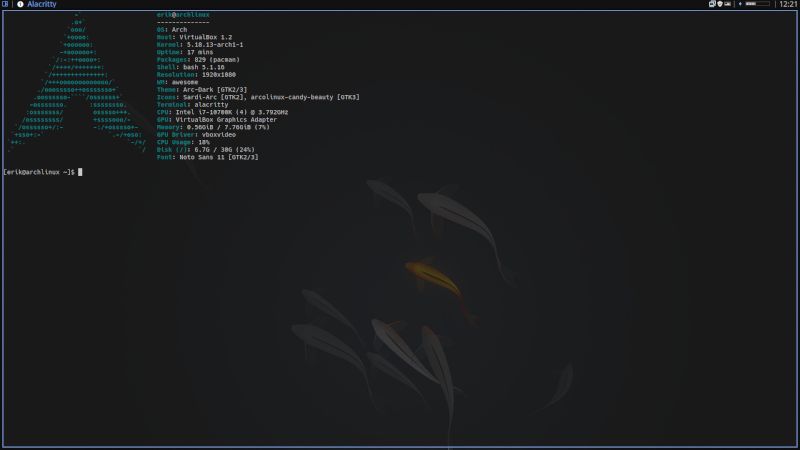 Alacritty
12:21
erik@archlinux
--------------
OS: Arch
Host: VirtualBox 1.2
Kernel: 5.18.13-arch1-1
Uptime: 17 mins
Packages: 829 (pacman)
Shell: bash 5.1.16
Resolution: 1920x1080
WM: awesome
Theme: Arc-Dark [GTK2/3]
Icons: Sardi-Arc [GTK2], arcolinux-candy-beauty [GTK3]
Terminal: alacritty
CPU: Intel i7-10700K (4) @ 3.792GHz
GPU: VirtualBox Graphics Adapter
Memory: 0.56GiB / 7.76GiB (7%)
GPU Driver: vboxvideo
CPU Usage: 18%
Disk (/): 6.7G / 30G (24%)
Font: Noto Sans 11 [GTK2/3]
[erik@archlinux ~]$